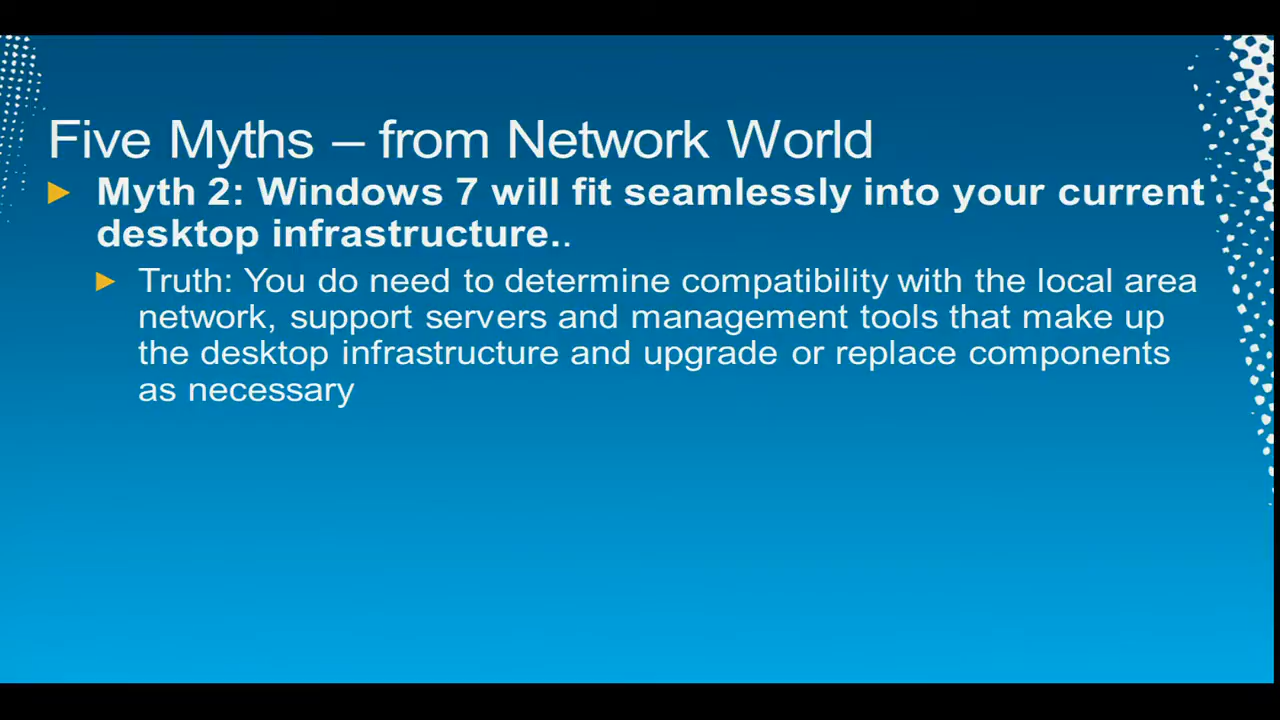 Five Myths – from Network World
Myth 2: Windows 7 will fit seamlessly into your current
desktop infrastructure..
Truth: You do need to determine compatibility with the local area
network, support servers and management tools that make up
the desktop infrastructure and upgrade or replace components
as necessary